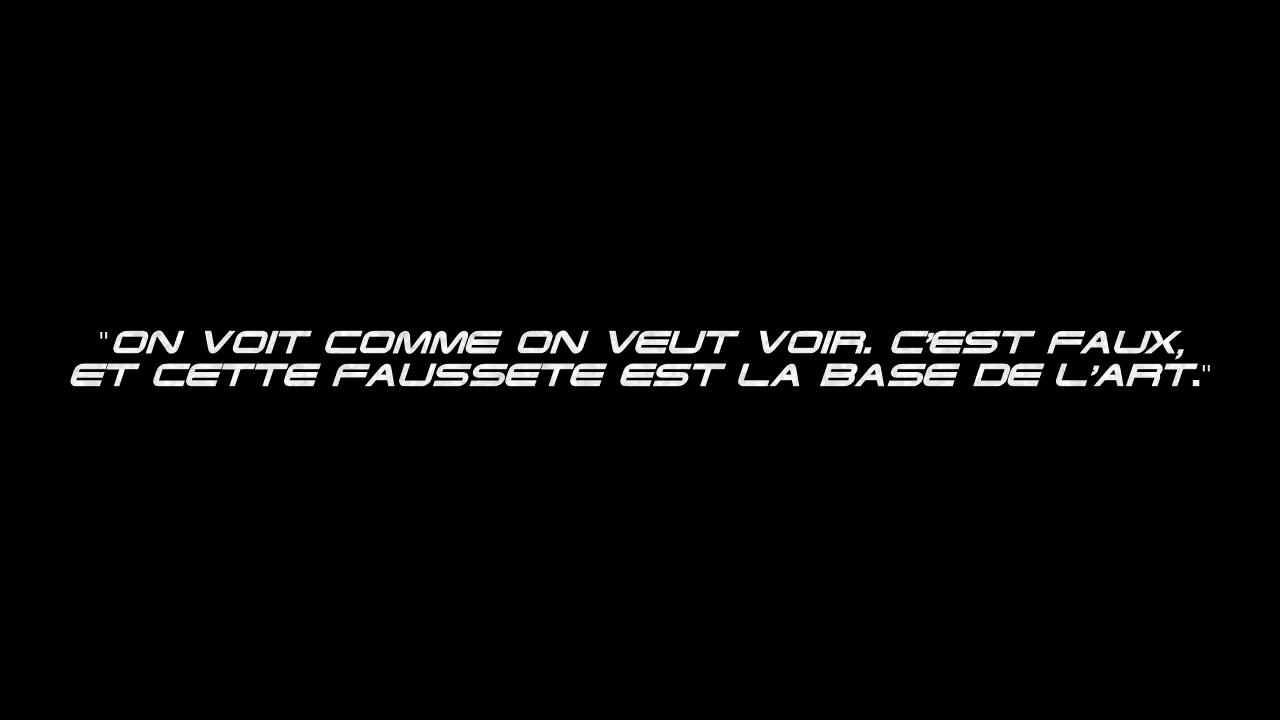 "ON VOIT COMME ON VEUT VOIR. C'EST FAUX,
ET CETTE FAUSSETE EST LA BASE DE L'ART."